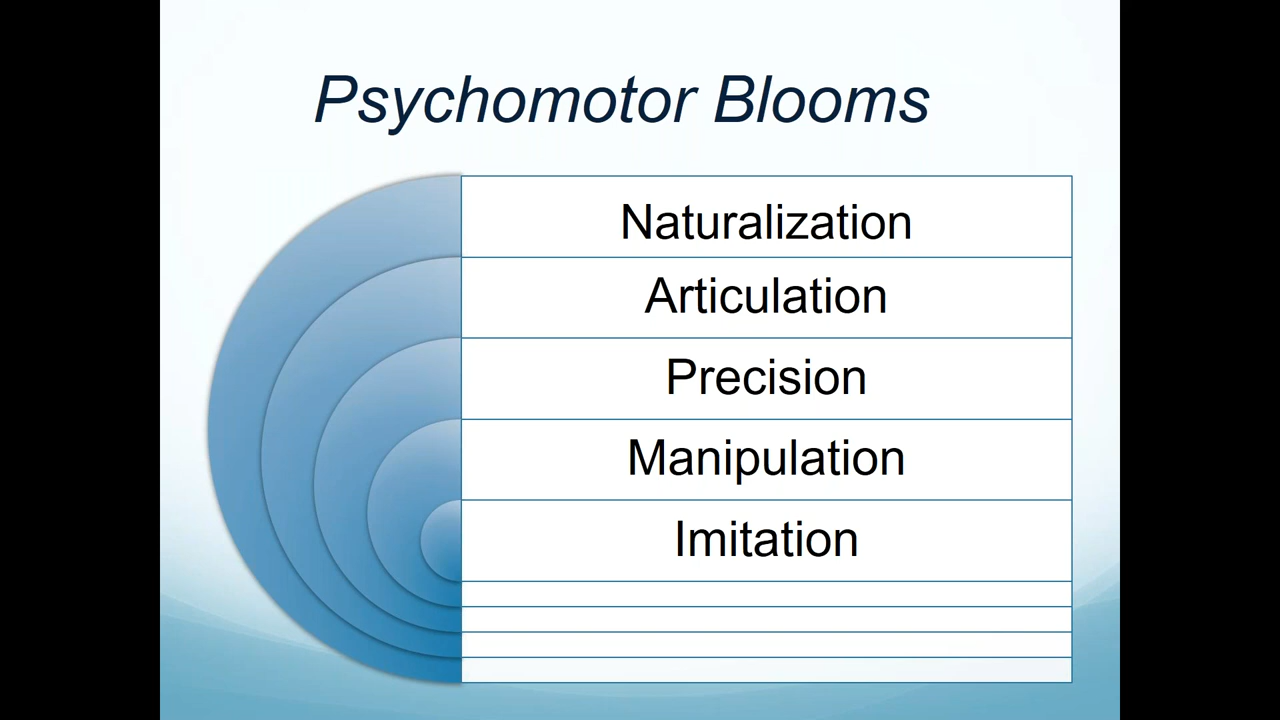 Psychomotor Blooms
Naturalization
Articulation
Precision
Manipulation
Imitation